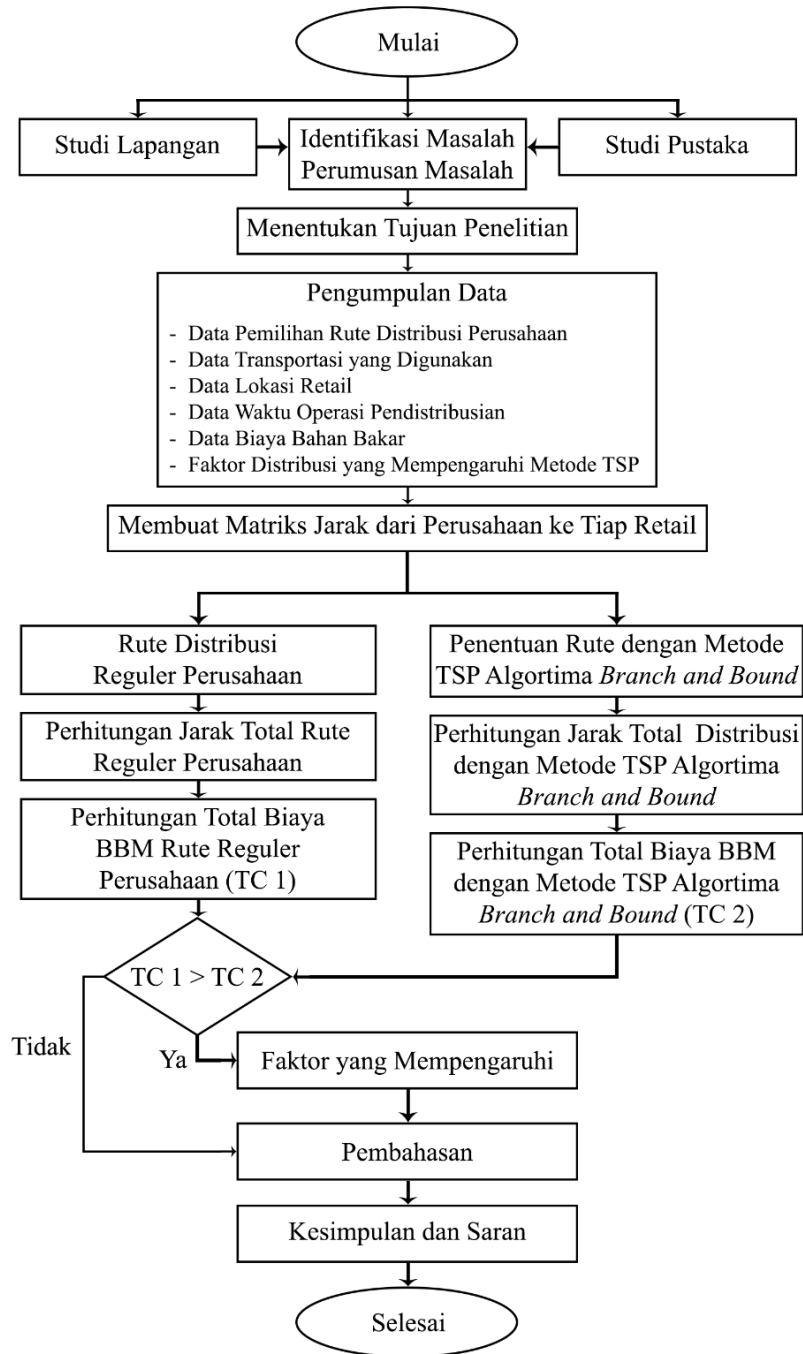 Mulai
Studi Lapangan
Identifikasi Masalah
Perumusan Masalah
Studi Pustaka
Menentukan Tujuan Penelitian
Pengumpulan Data
- Data Pemilihan Rute Distribusi Perusahaan
- Data Transportasi yang Digunakan
- Data Lokasi Retail
- Data Waktu Operasi Pendistribusian
- Data Biaya Bahan Bakar
- Faktor Distribusi yang Mempengaruhi Metode TSP
Membuat Matriks Jarak dari Perusahaan ke Tiap Retail
Rute Distribusi
Reguler Perusahaan
Perhitungan Jarak Total Rute
Reguler Perusahaan
Perhitungan Total Biaya
BBM Rute Reguler
Perusahaan (TC 1)
Penentuan Rute dengan Metode
TSP Algortima Branch and Bound
Perhitungan Jarak Total Distribusi
dengan Metode TSP Algortima
Branch and Bound
Perhitungan Total Biaya BBM
dengan Metode TSP Algortima
Branch and Bound (TC 2)
TC 1 > TC 2
Tidak
Ya
Faktor yang Mempengaruhi
Pembahasan
Kesimpulan dan Saran
Selesai